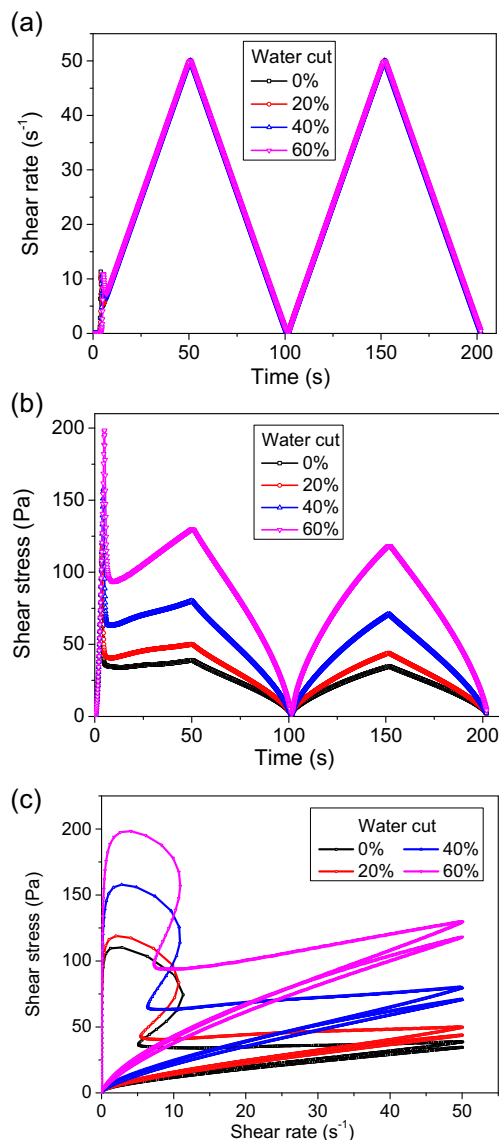 (a)
Water cut
0%
20%
40%
60%
50
40
30
20
10
0
Shear rate (s⁻¹)
0 50 100 150 200
Time (s)
(b)
Water cut
0%
20%
40%
60%
200
150
100
50
0
Shear stress (Pa)
0 50 100 150 200
Time (s)
(c)
Water cut
0% 40%
20% 60%
200
150
100
50
0
Shear stress (Pa)
0 10 20 30 40 50
Shear rate (s⁻¹)